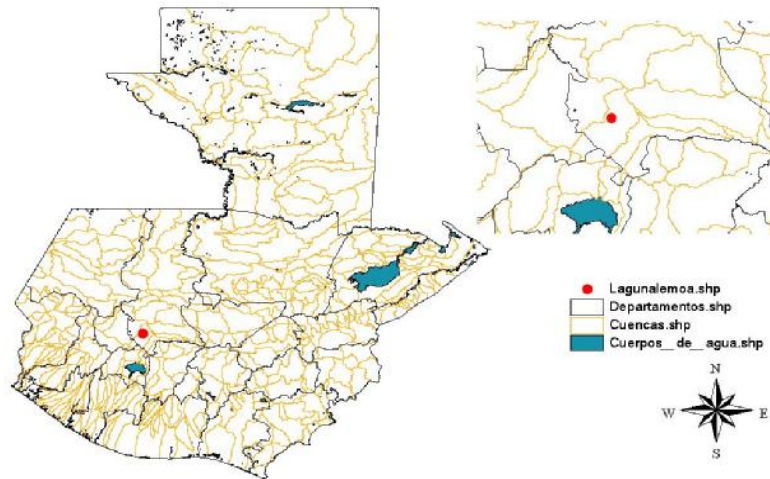 Lagunalemoa.shp
Departamentos.shp
Cuencas.shp
Cuerpos_de_agua.shp
N
W E
S